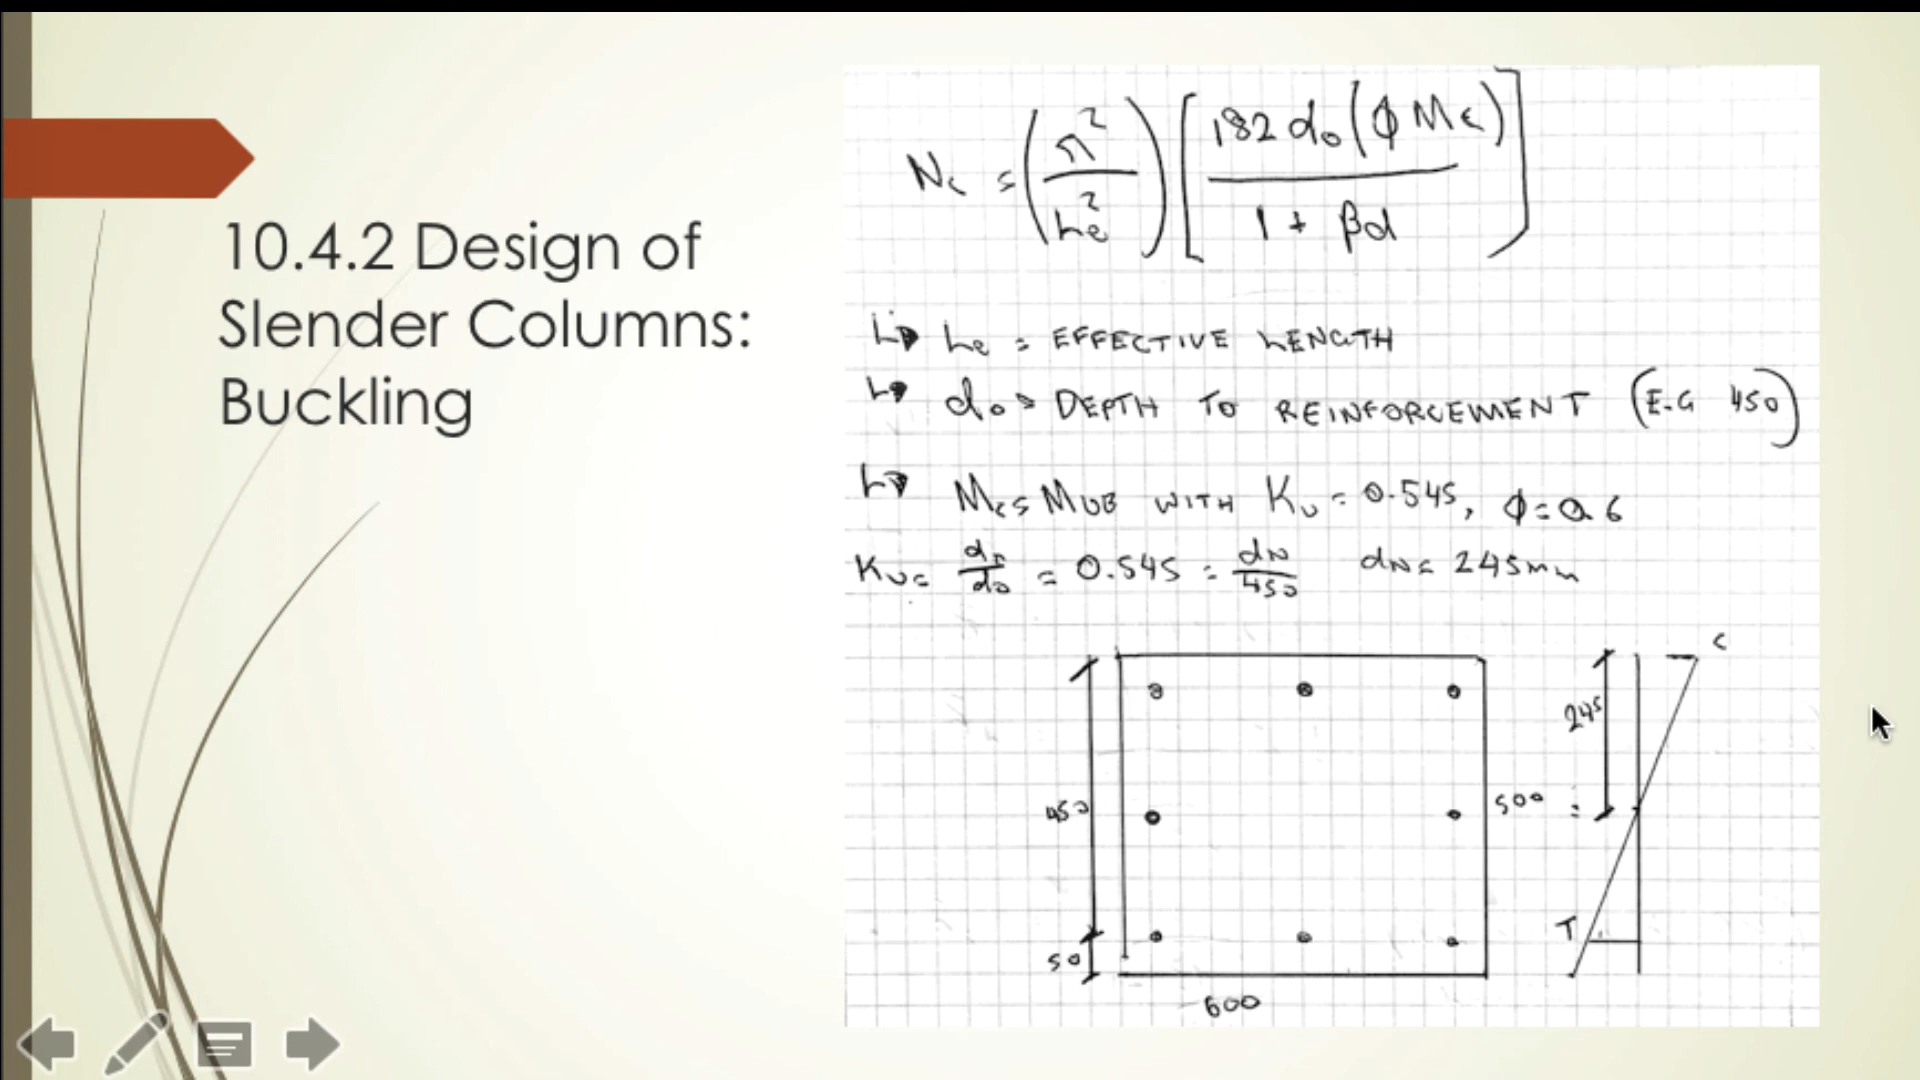 10.4.2 Design of
Slender Columns:
Buckling
Nc = (π² / Le²) [182 do (ϕ Mc) / 1 + βd]
Le = EFFECTIVE LENGTH
do = DEPTH TO REINFORCEMENT (E.G 450)
Mc = MUB WITH Ku = 0.545, ϕ = 0.6
Ku = dn / do = 0.545 = dN / 450 dN = 245mm
C
245
450
500 =
T
50
600